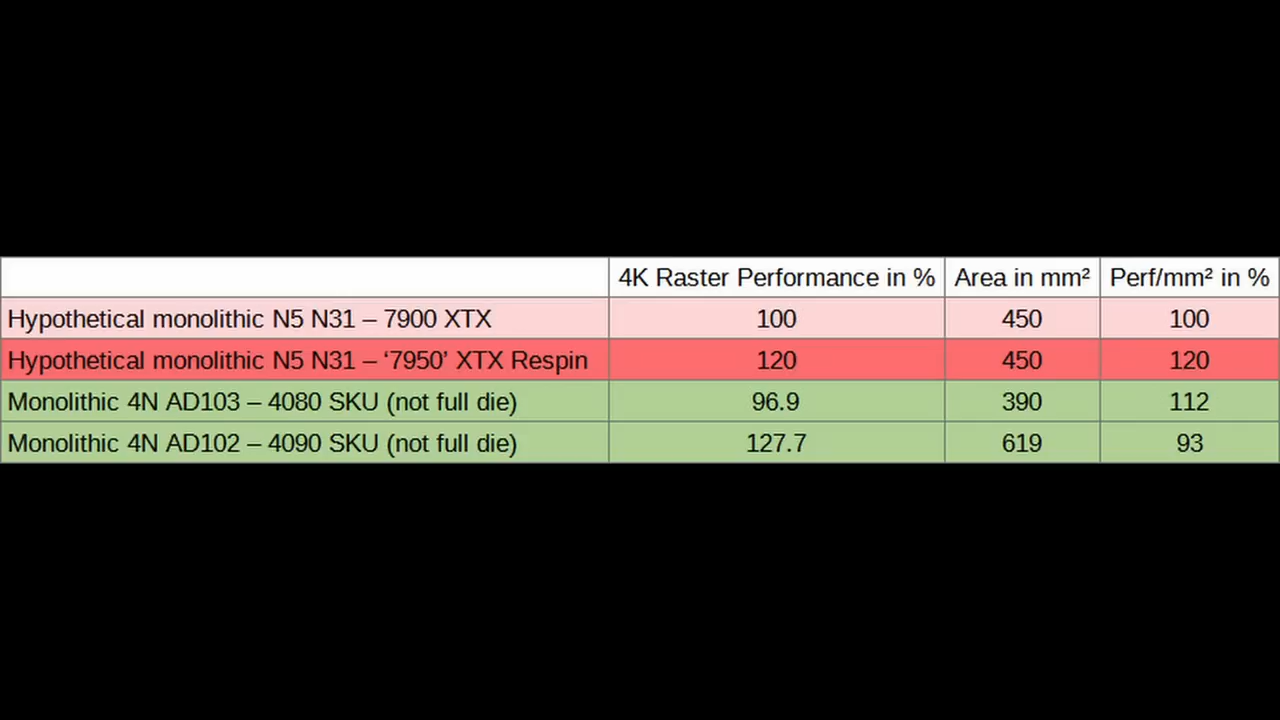 4K Raster Performance in % Area in mm² Perf/mm² in %
Hypothetical monolithic N5 N31 – 7900 XTX 100 450 100
Hypothetical monolithic N5 N31 – ‘7950’ XTX Respin 120 450 120
Monolithic 4N AD103 – 4080 SKU (not full die) 96.9 390 112
Monolithic 4N AD102 – 4090 SKU (not full die) 127.7 619 93